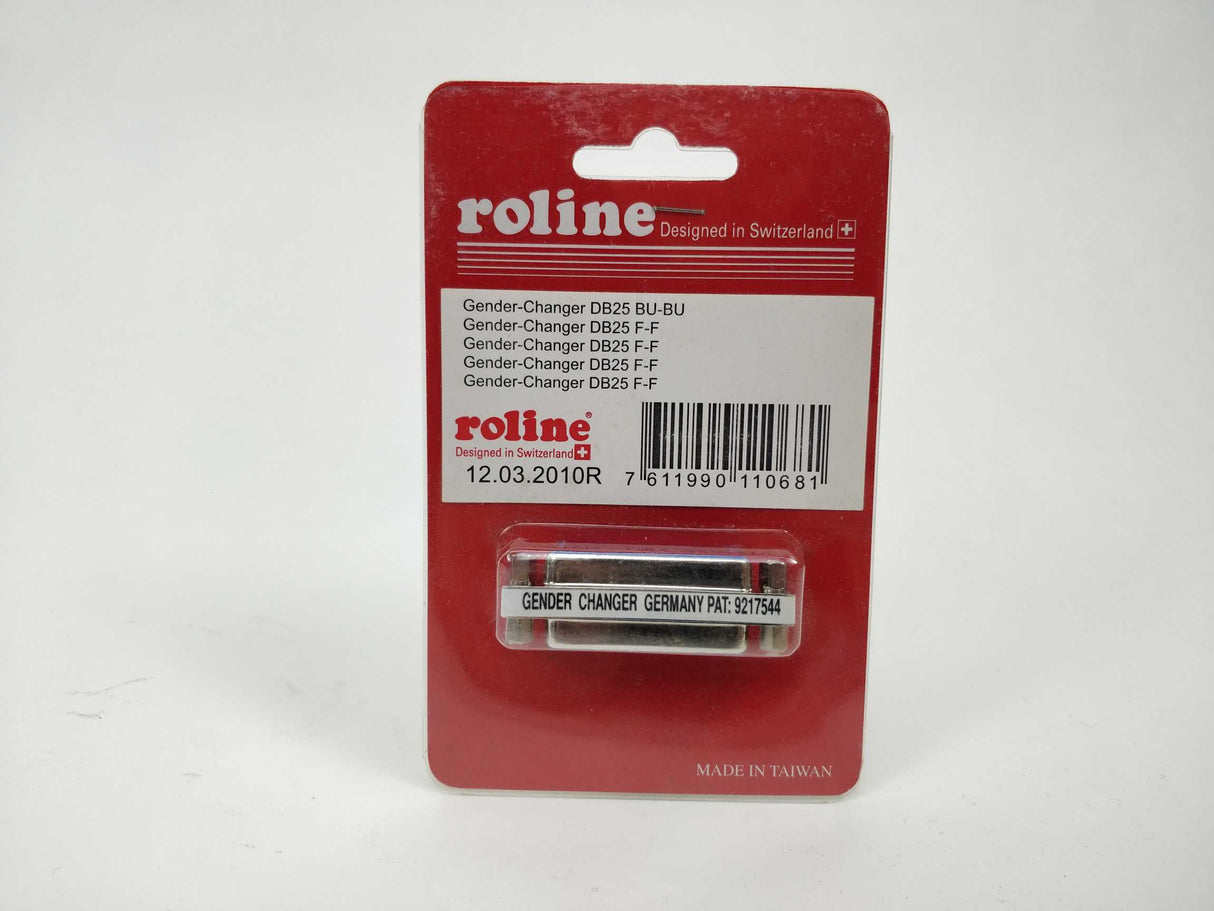 roline Designed in Switzerland
Gender-Changer DB25 BU-BU
Gender-Changer DB25 F-F
Gender-Changer DB25 F-F
Gender-Changer DB25 F-F
Gender-Changer DB25 F-F
roline®
Designed in Switzerland
12.03.2010R
7 611990 110681
GENDER CHANGER GERMANY PAT: 9217544
MADE IN TAIWAN